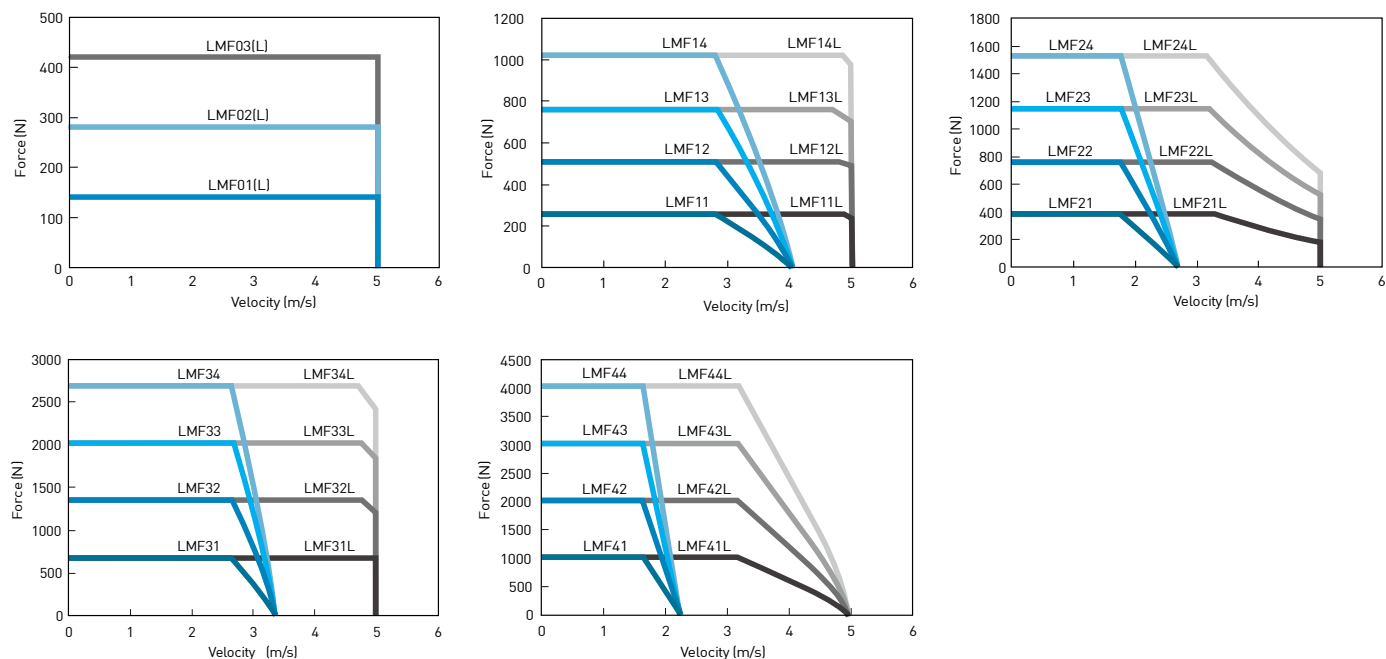 500
400
300
200
100
0
Force (N)
LMF03(L)
LMF02(L)
LMF01(L)
0 1 2 3 4 5 6
Velocity (m/s)
1200
1000
800
600
400
200
0
Force (N)
LMF14 LMF14L
LMF13 LMF13L
LMF12 LMF12L
LMF11 LMF11L
0 1 2 3 4 5 6
Velocity (m/s)
1800
1600
1400
1200
1000
800
600
400
200
0
Force (N)
LMF24 LMF24L
LMF23 LMF23L
LMF22 LMF22L
LMF21 LMF21L
0 1 2 3 4 5 6
Velocity (m/s)
3000
2500
2000
1500
1000
500
0
Force (N)
LMF34 LMF34L
LMF33 LMF33L
LMF32 LMF32L
LMF31 LMF31L
0 1 2 3 4 5 6
Velocity (m/s)
4500
4000
3500
3000
2500
2000
1500
1000
500
0
Force (N)
LMF44 LMF44L
LMF43 LMF43L
LMF42 LMF42L
LMF41 LMF41L
0 1 2 3 4 5 6
Velocity (m/s)